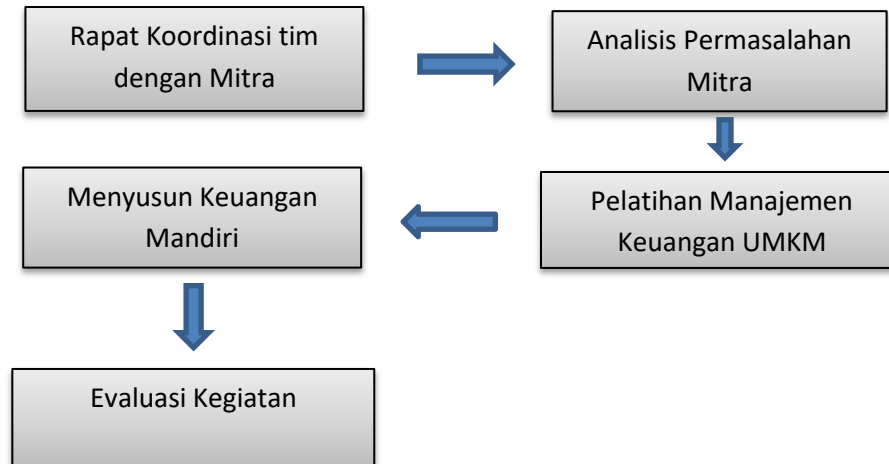 Rapat Koordinasi tim
dengan Mitra
Analisis Permasalahan
Mitra
Pelatihan Manajemen
Keuangan UMKM
Menyusun Keuangan
Mandiri
Evaluasi Kegiatan